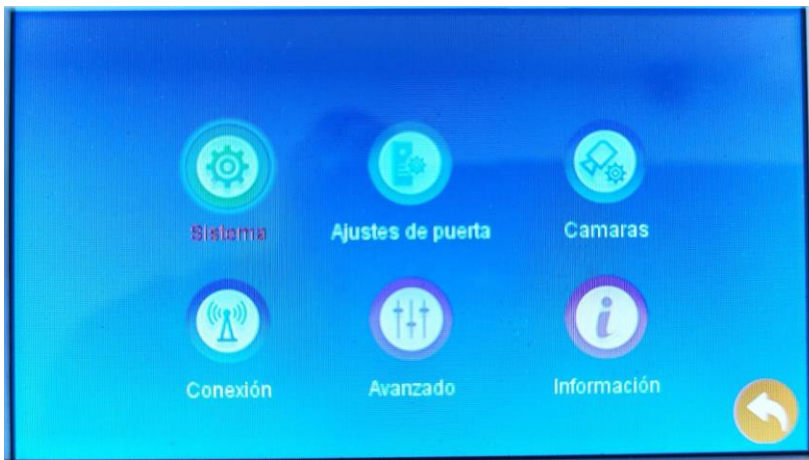 Sistema
Ajustes de puerta
Camaras
Conexión
Avanzado
Información